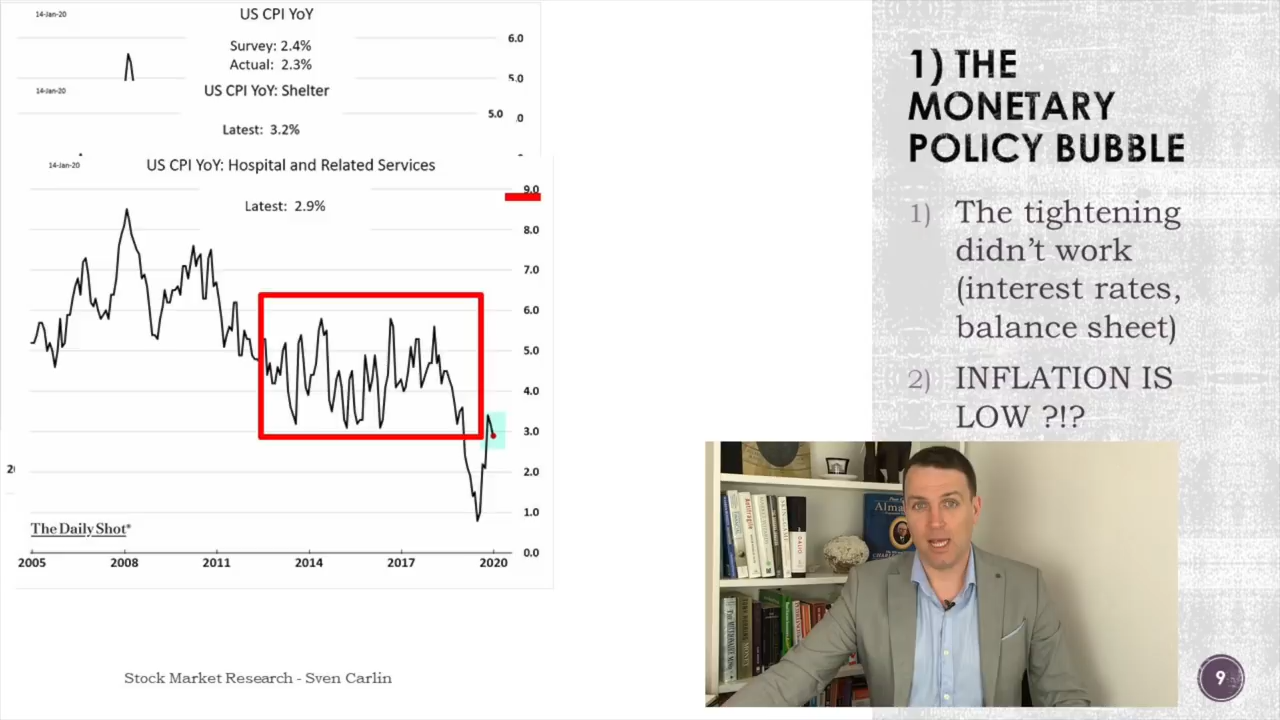 14-Jan-20
US CPI YoY
Survey: 2.4%
Actual: 2.3%
6.0
5.0
14-Jan-20
US CPI YoY: Shelter
Latest: 3.2%
5.0
.0
14-Jan-20
US CPI YoY: Hospital and Related Services
Latest: 2.9%
9.0
8.0
7.0
6.0
5.0
4.0
3.0
2.0
1.0
0.0
The Daily Shot*
2005
2008
2011
2014
2017
2020
1) THE
MONETARY
POLICY BUBBLE
1) The tightening
didn't work
(interest rates,
balance sheet)
2) INFLATION IS
LOW ?!?
Stock Market Research - Sven Carlin
9